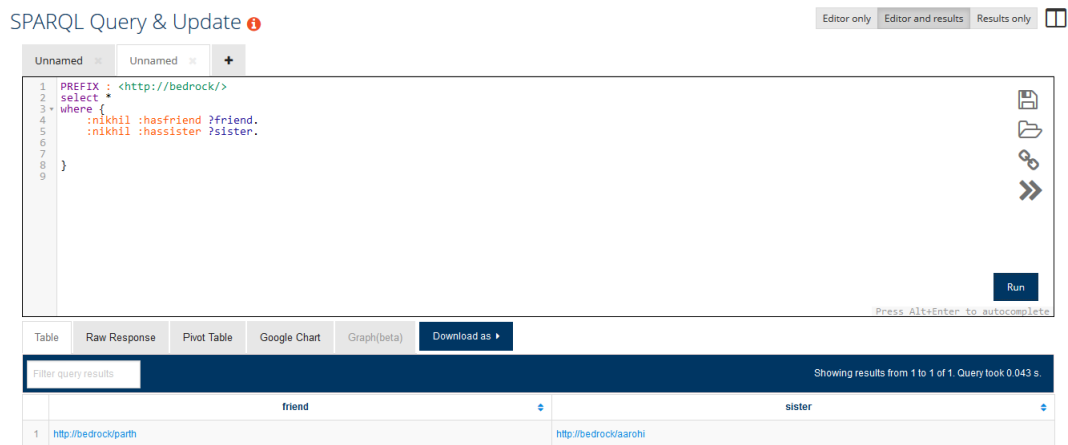 SPARQL Query & Update
Editor only Editor and results Results only
Unnamed × Unnamed × +
1 PREFIX : <http://bedrock/>
2 select *
3 where {
4 :nikhil :hasfriend ?friend.
5 :nikhil :hassister ?sister.
6
7
8 }
9
Run
Press Alt+Enter to autocomplete
Table Raw Response Pivot Table Google Chart Graph(beta) Download as
Filter query results Showing results from 1 to 1 of 1. Query took 0.043 s.
friend sister
1 http://bedrock/parth http://bedrock/aarohi